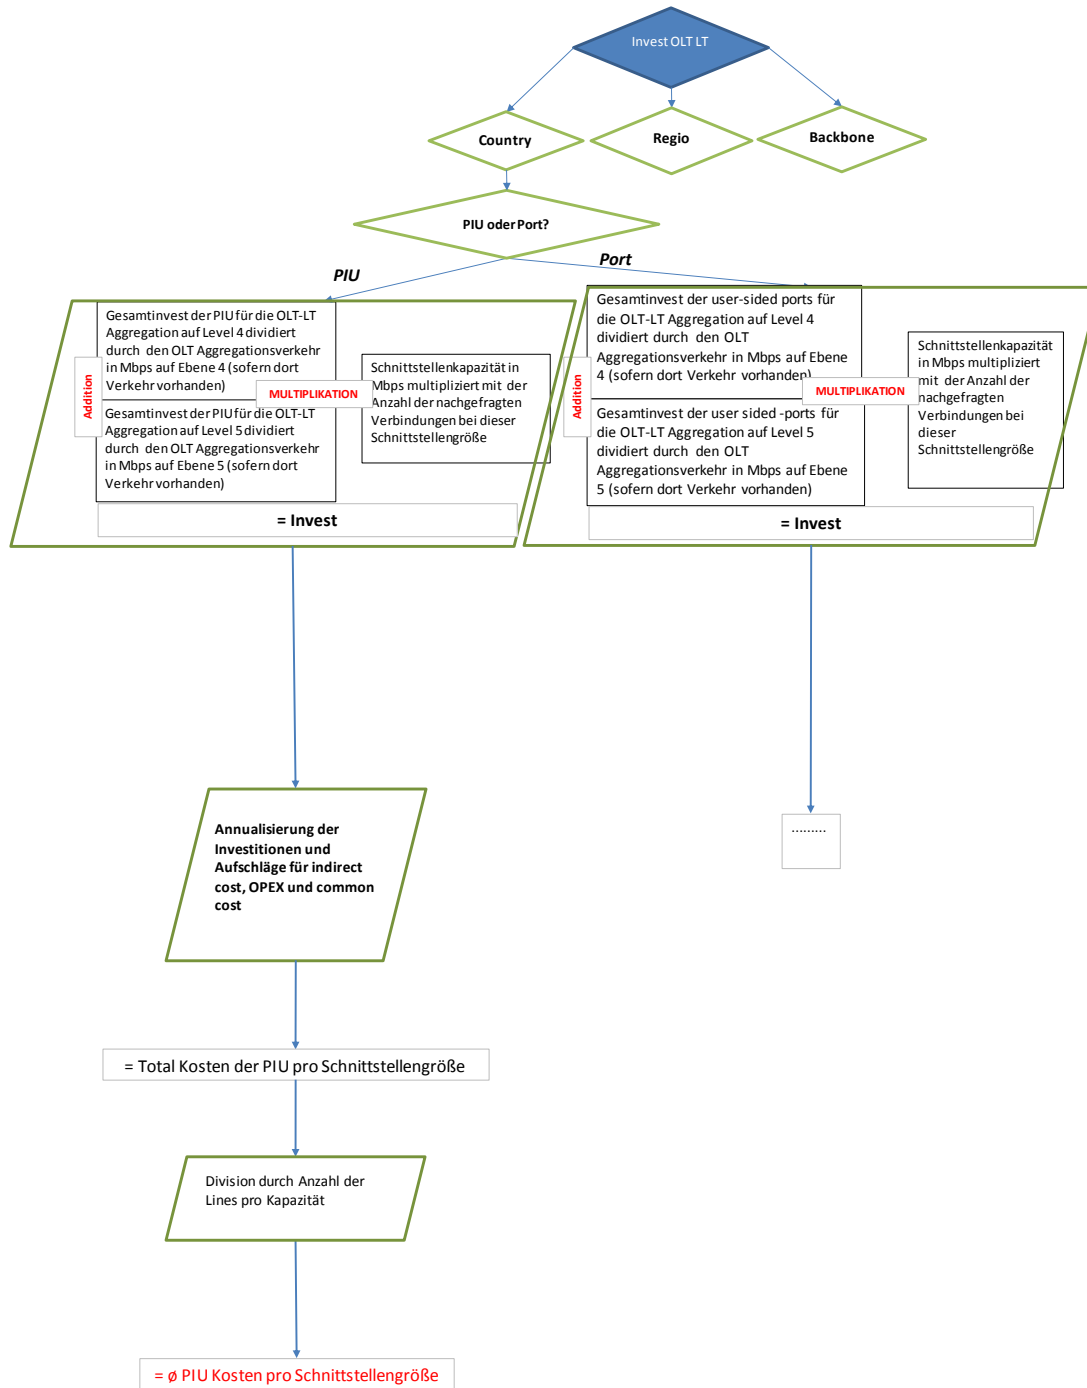 Invest OLT LT
Country
Regio
Backbone
PIU oder Port?
PIU
Port
Gesamtinvest der PIU für die OLT-LT
Aggregation auf Level 4 dividiert
durch den OLT Aggregationsverkehr
in Mbps auf Ebene 4 (sofern dort
Verkehr vorhanden)
Addition
MULTIPLIKATION
Gesamtinvest der PIU für die OLT-LT
Aggregation auf Level 5 dividiert
durch den OLT Aggregationsverkehr
in Mbps auf Ebene 5 (sofern dort
Verkehr vorhanden)
Schnittstellenkapazität in
Mbps multipliziert mit der
Anzahl der nachgefragten
Verbindungen bei dieser
Schnittstellengröße
= Invest
Gesamtinvest der user-sided ports für
die OLT-LT Aggregation auf Level 4
dividiert durch den OLT
Aggregationsverkehr in Mbps auf Ebene
4 (sofern dort Verkehr vorhanden)
Addition
MULTIPLIKATION
Gesamtinvest der user sided -ports für
die OLT-LT Aggregation auf Level 5
dividiert durch den OLT
Aggregationsverkehr in Mbps auf Ebene
5 (sofern dort Verkehr vorhanden)
Schnittstellenkapazität
in Mbps multipliziert
mit der Anzahl der
nachgefragten
Verbindungen bei
dieser
Schnittstellengröße
= Invest
Annualisierung der
Investitionen und
Aufschläge für indirect
cost, OPEX und common
cost
.........
= Total Kosten der PIU pro Schnittstellengröße
Division durch Anzahl der
Lines pro Kapazität
= ø PIU Kosten pro Schnittstellengröße